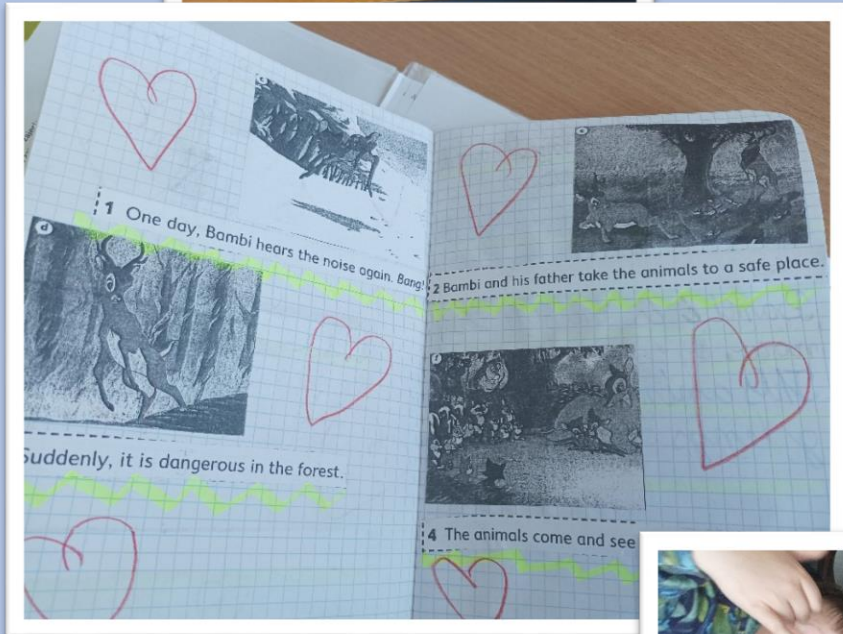 1 One day, Bambi hears the noise again. Bang!
d
Suddenly, it is dangerous in the forest.
2 Bambi and his father take the animals to a safe place.
f
4 The animals come and see